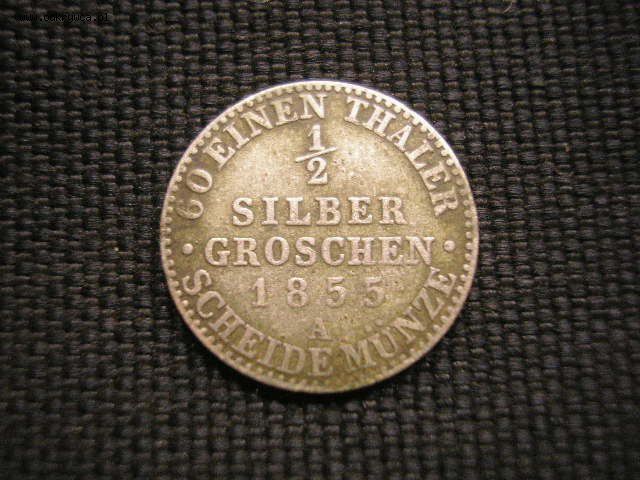 60 EINEN THALER
1/2
SILBER
GROSCHEN
1855
A
SCHEIDE MÜNZE